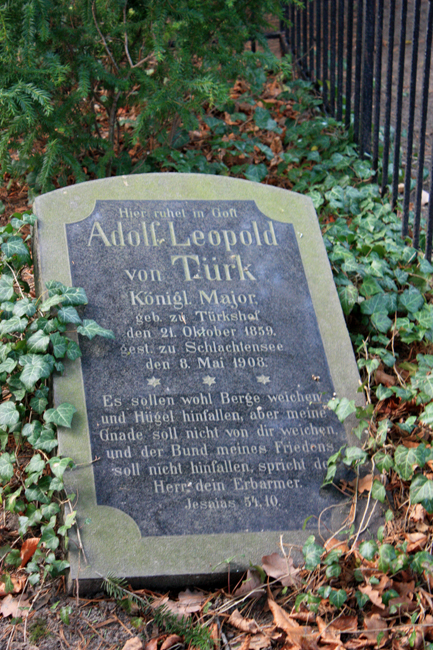 Hier ruhet in Gott
Adolf Leopold
von Türk
Königl. Major.
geb. zu Türkshof
den 21. Oktober 1859.
gest. zu Schlachtensee
den 8. Mai 1908.
Es sollen wohl Berge weichen
und Hügel hinfallen, aber meine
Gnade soll nicht von dir weichen,
und der Bund meines Friedens
soll nicht hinfallen, spricht der
Herr, dein Erbarmer.
Jesaias 54.10.